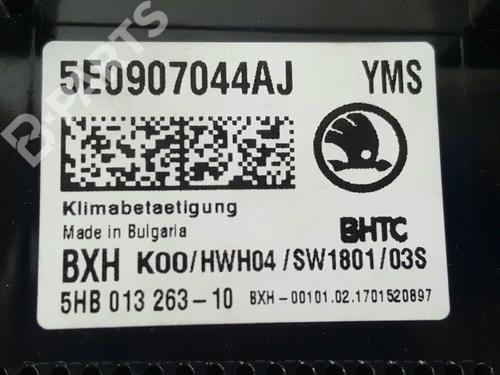 5E0907044AJ YMS
Klimabetaetigung
Made in Bulgaria BHTC
BXH K00/HWH04/SW1801/03S
5HB 013 263-10 BXH-00101.02.1701520897
B-PARTS